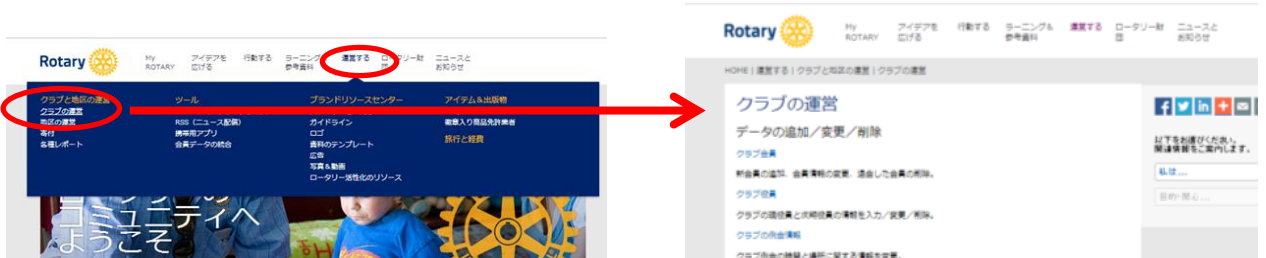 Rotary
My
ROTARY
アイデアを
広げる
行動する
ラーニング
参考資料
運営する
ロータリー財
団
ニュースと
お知らせ
クラブと地区の運営
クラブの運営
地区の運営
寄付
各種レポート
ツール
RSS（ニュース配信）
携帯用アプリ
会員データの統合
ブランドリソースセンター
ガイドライン
ロゴ
資料のテンプレート
広告
写真＆動画
ロータリー活性化のリソース
アイテム＆出版物
徽章入り商品免許業者
旅行と経費
コミュニティへ
ようこそ
Rotary
My
ROTARY
アイデアを
広げる
行動する
ラーニング&
参考資料
運営する
ロータリー財
団
ニュースと
お知らせ
HOME | 運営する | クラブと地区の運営 | クラブの運営
クラブの運営
データの追加／変更／削除
クラブ会員
新会員の追加、会員情報の変更、退会した会員の削除。
クラブ役員
クラブの現役員と次期役員の情報を入力／変更／削除。
クラブの例会情報
クラブ例会の時間と場所に関する情報を変更。
以下をお選びください。
関連情報をご案内します。
私は...
目的・関心...